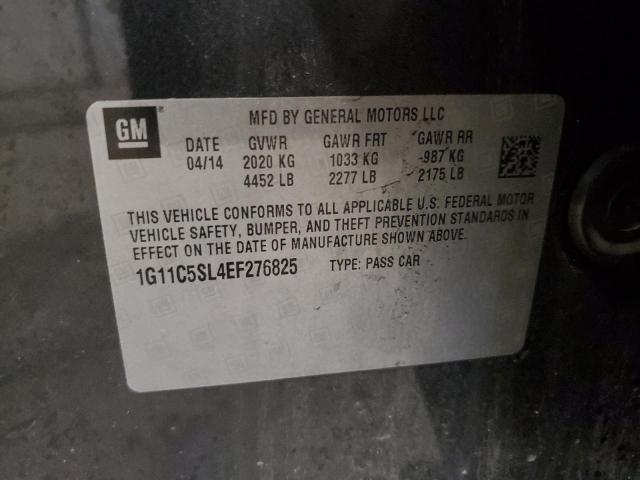 GM
MFD BY GENERAL MOTORS LLC
DATE GVWR GAWR FRT GAWR RR
04/14 2020 KG 1033 KG 987 KG
4452 LB 2277 LB 2175 LB
THIS VEHICLE CONFORMS TO ALL APPLICABLE U.S. FEDERAL MOTOR
VEHICLE SAFETY, BUMPER, AND THEFT PREVENTION STANDARDS IN
EFFECT ON THE DATE OF MANUFACTURE SHOWN ABOVE.
1G11C5SL4EF276825 TYPE: PASS CAR